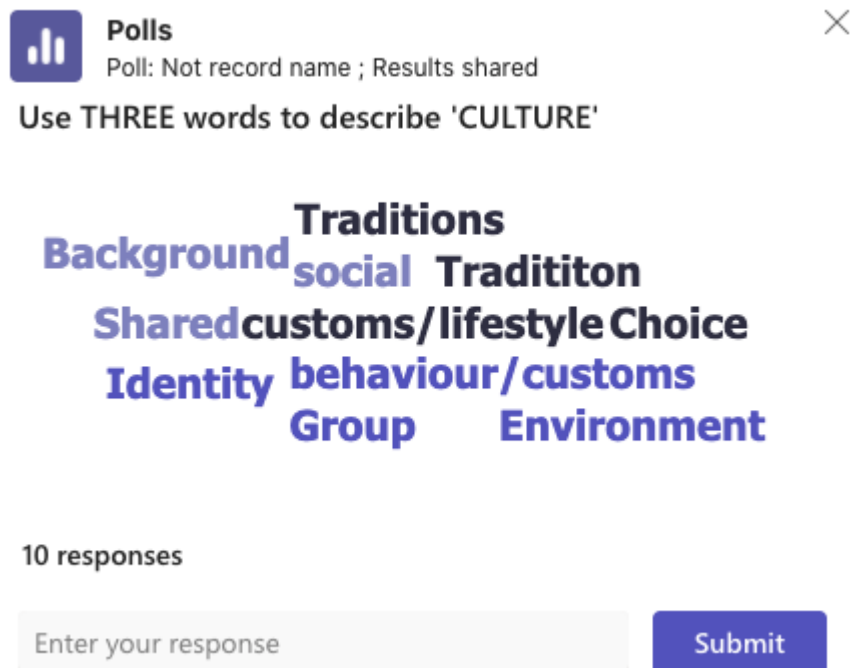 Polls
Poll: Not record name ; Results shared
Use THREE words to describe 'CULTURE'
Traditions
Background
social Tradititon
Shared customs/lifestyle Choice
Identity behaviour/customs
Group Environment
10 responses
Enter your response
Submit